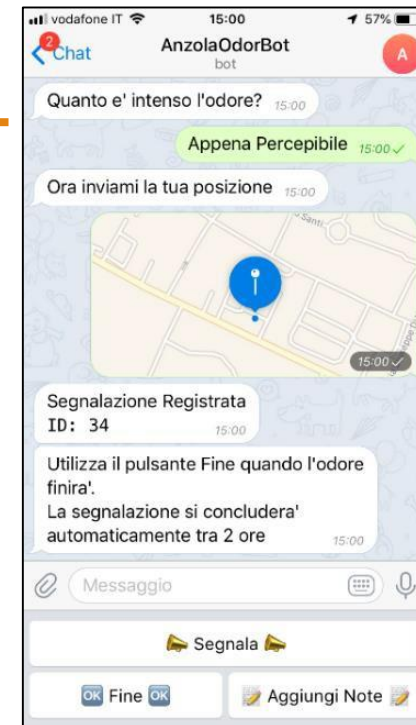 vodafone IT 15:00 57%
2
Chat AnzolaOdorBot A
bot
Quanto e' intenso l'odore? 15:00
Appena Percepibile 15:00
Ora inviami la tua posizione 15:00
Santi
15:00
Segnalazione Registrata
ID: 34 15:00
Utilizza il pulsante Fine quando l'odore
finira'.
La segnalazione si concludera'
automaticamente tra 2 ore 15:00
Messaggio
Segnala
OK Fine OK Aggiungi Note